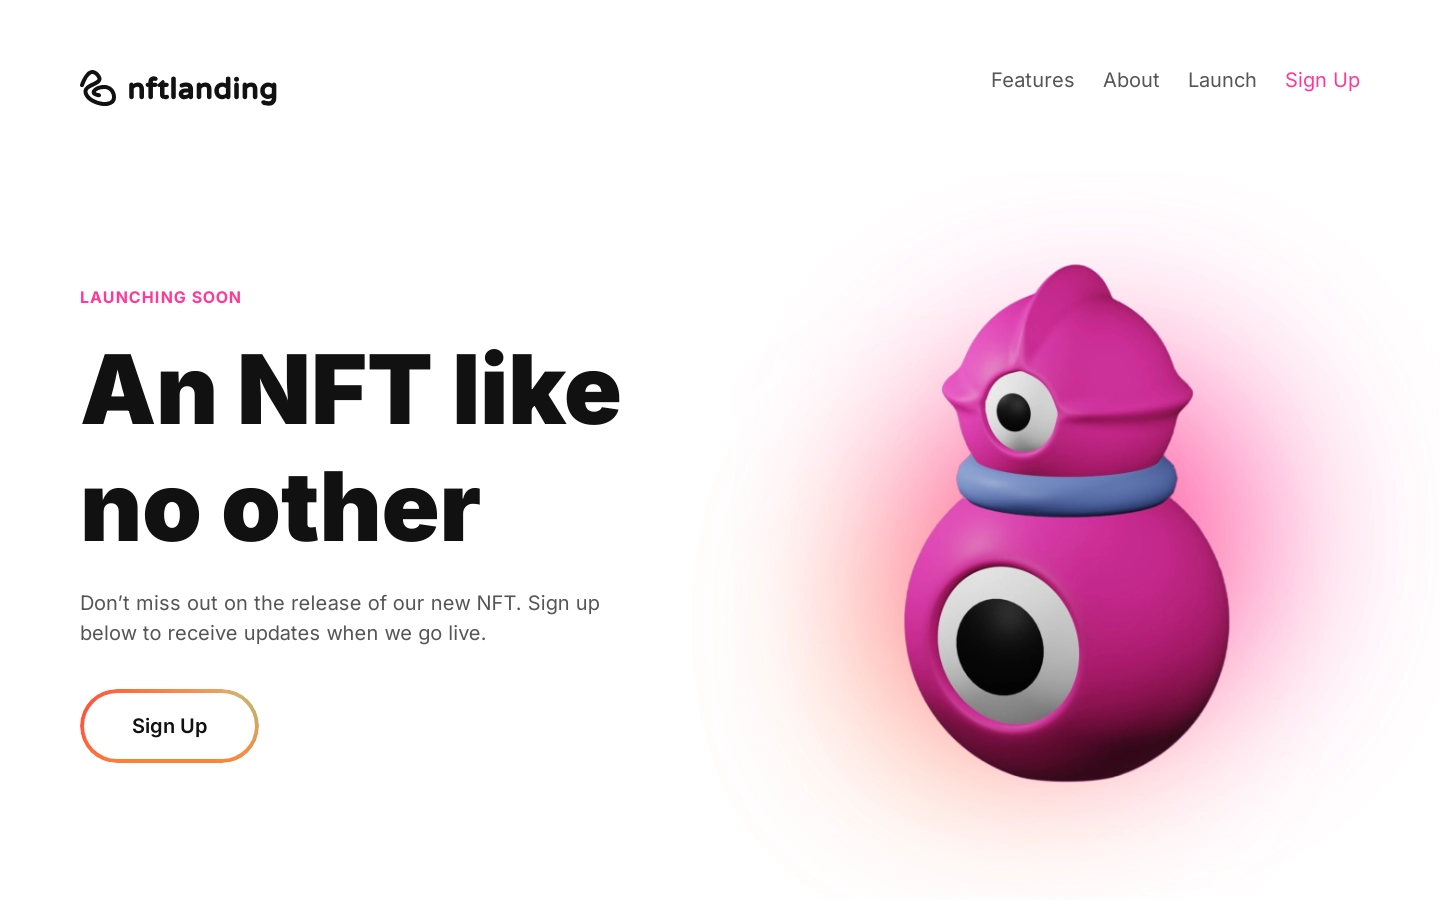 nftlanding
Features About Launch Sign Up
LAUNCHING SOON
An NFT like
no other
Don’t miss out on the release of our new NFT. Sign up
below to receive updates when we go live.
Sign Up